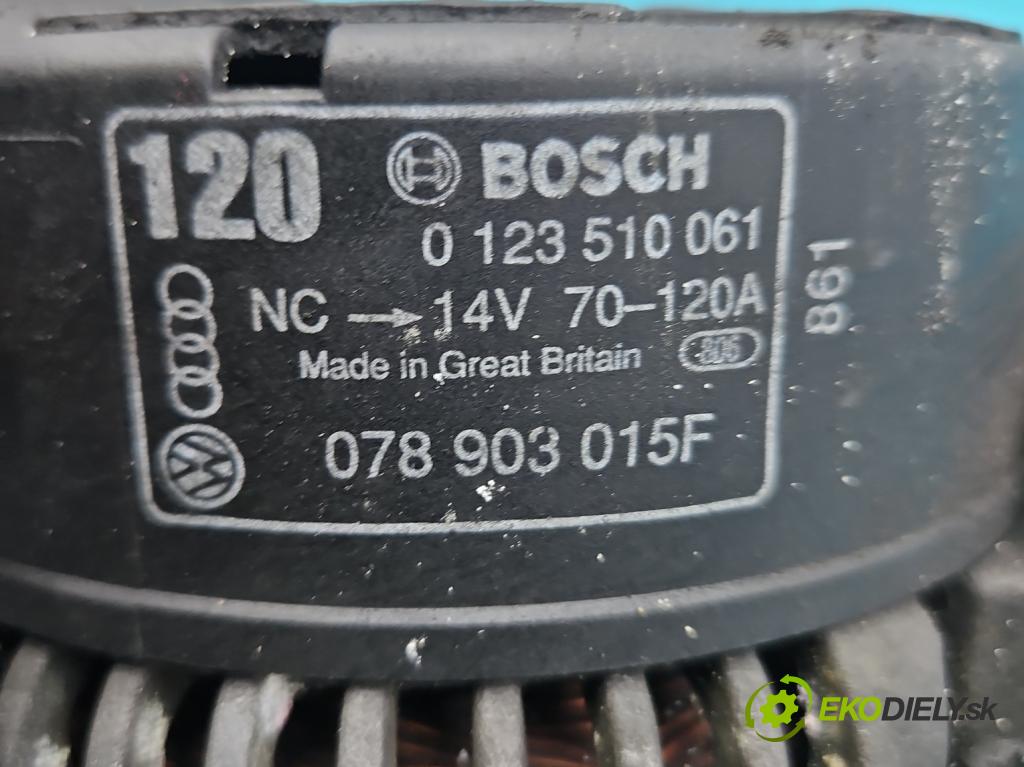 120
BOSCH
0 123 510 061
NC → 14V 70–120A
Made in Great Britain 806
078 903 015F
861
EKODIELY.sk